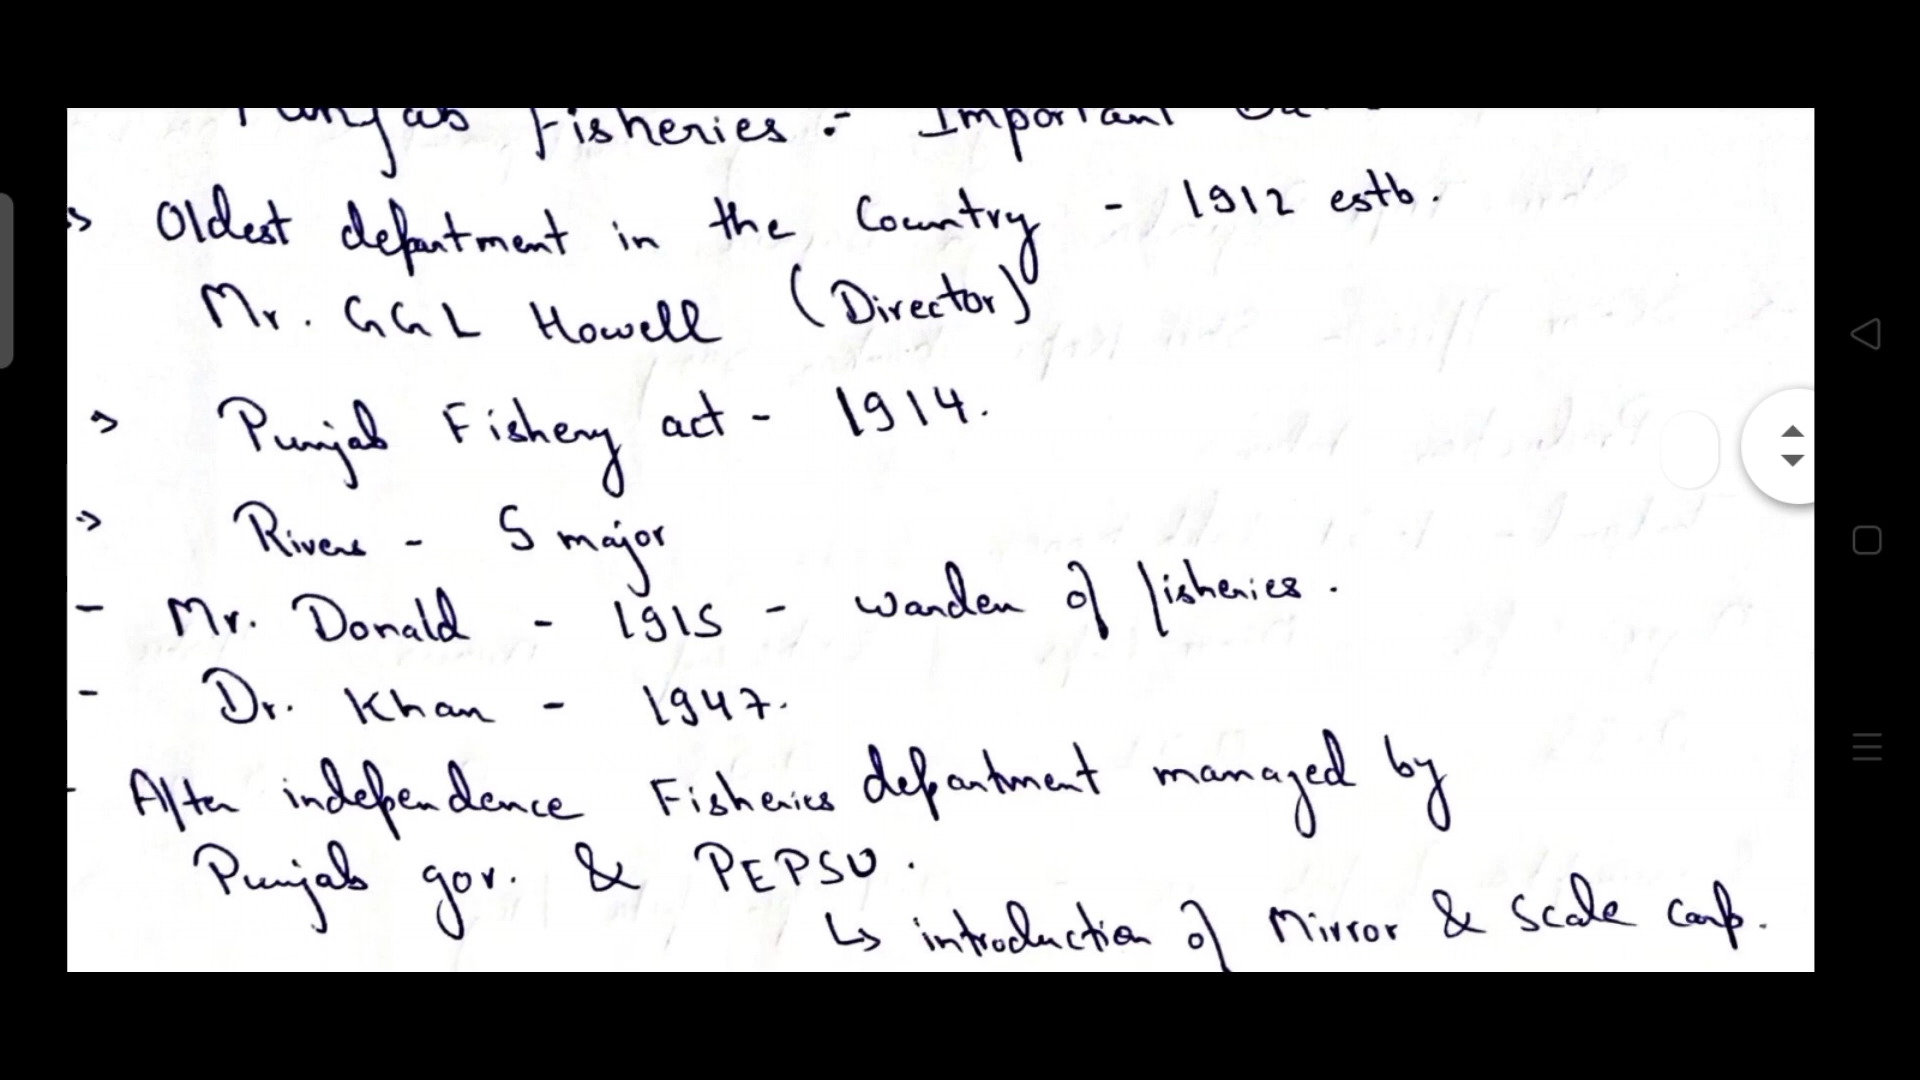 Punjab Fisheries :- Important
⇒ Oldest department in the Country - 1912 estb.
Mr. GGL Howell (Director)
⇒ Punjab Fishery act - 1914.
⇒ Rivers - 5 major
- Mr. Donald - 1915 - warden of fisheries.
- Dr. Khan - 1947.
- After independence Fisheries department managed by
Punjab gov. & PEPSU.
↳ introduction of Mirror & Scale carp.